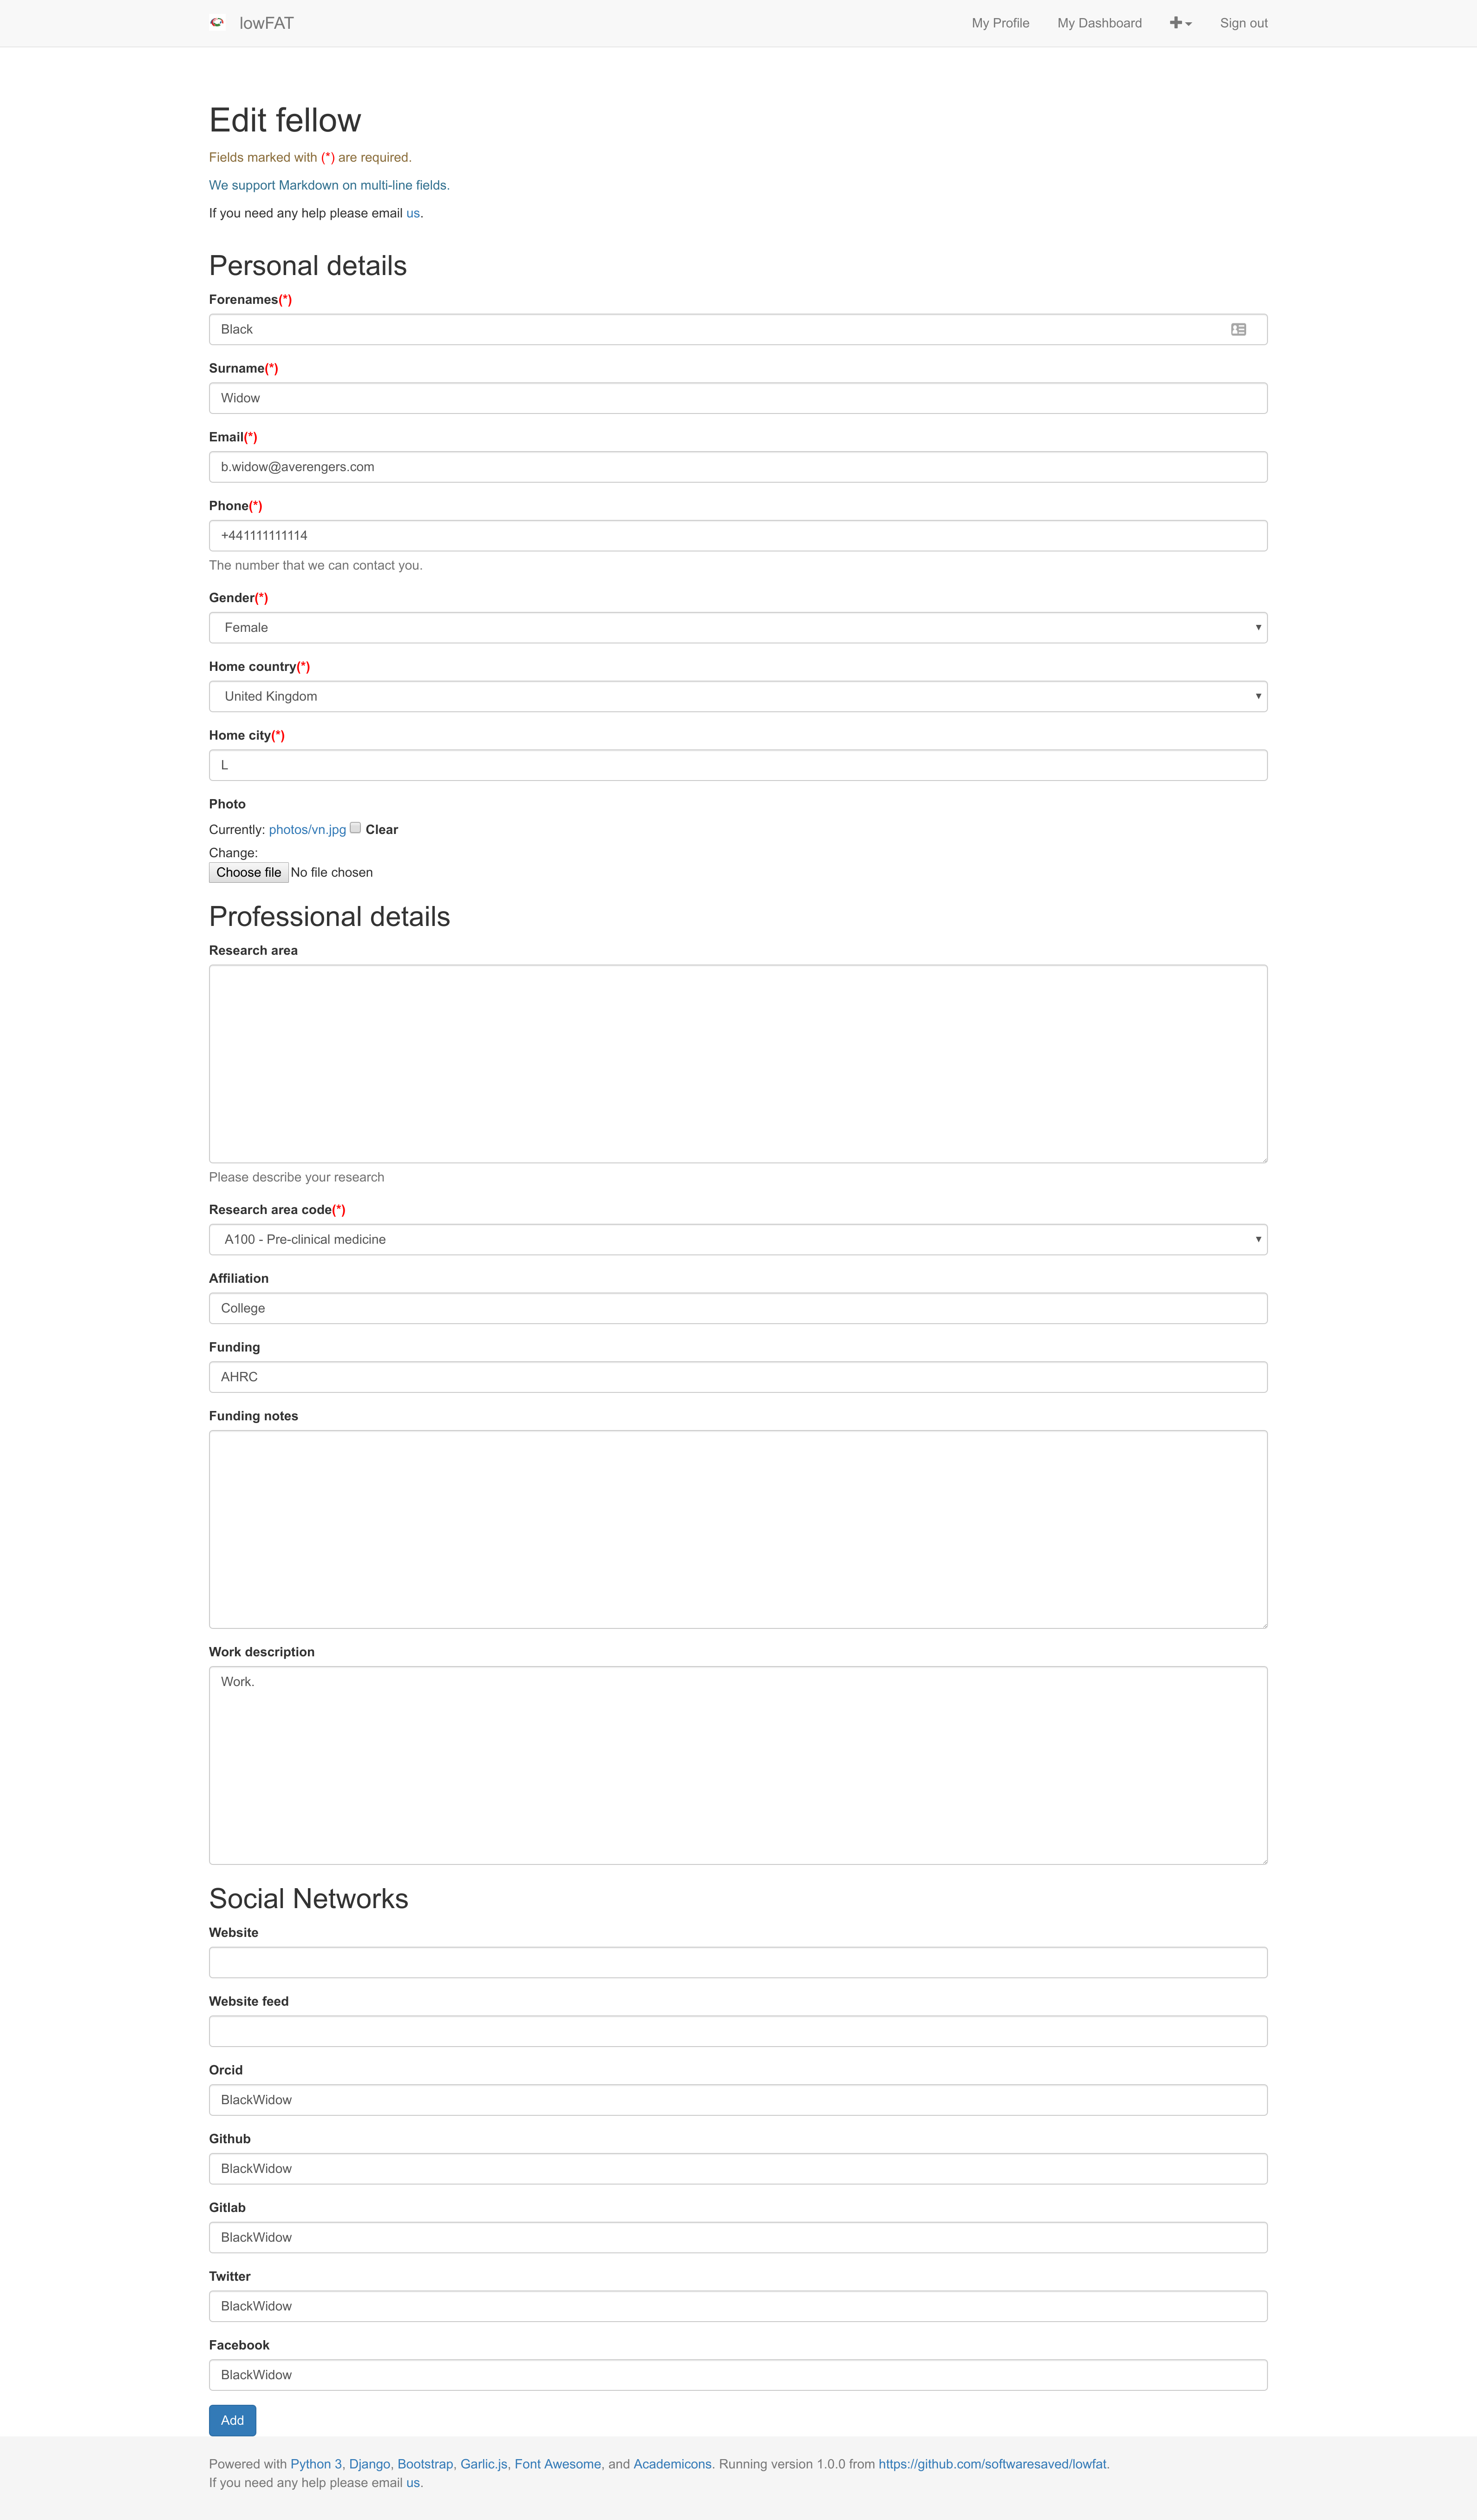 lowFAT My Profile My Dashboard Sign out
Edit fellow
Fields marked with (*) are required.
We support Markdown on multi-line fields.
If you need any help please email us.
Personal details
Forenames(*)
Black
Surname(*)
Widow
Email(*)
b.widow@averengers.com
Phone(*)
+441111111114
The number that we can contact you.
Gender(*)
Female
Home country(*)
United Kingdom
Home city(*)
L
Photo
Currently: photos/vn.jpg Clear
Change:
Choose file No file chosen
Professional details
Research area
Please describe your research
Research area code(*)
A100 - Pre-clinical medicine
Affiliation
College
Funding
AHRC
Funding notes
Work description
Work.
Social Networks
Website
Website feed
Orcid
BlackWidow
Github
BlackWidow
Gitlab
BlackWidow
Twitter
BlackWidow
Facebook
BlackWidow
Add
Powered with Python 3, Django, Bootstrap, Garlic.js, Font Awesome, and Academicons. Running version 1.0.0 from https://github.com/softwaresaved/lowfat.
If you need any help please email us.